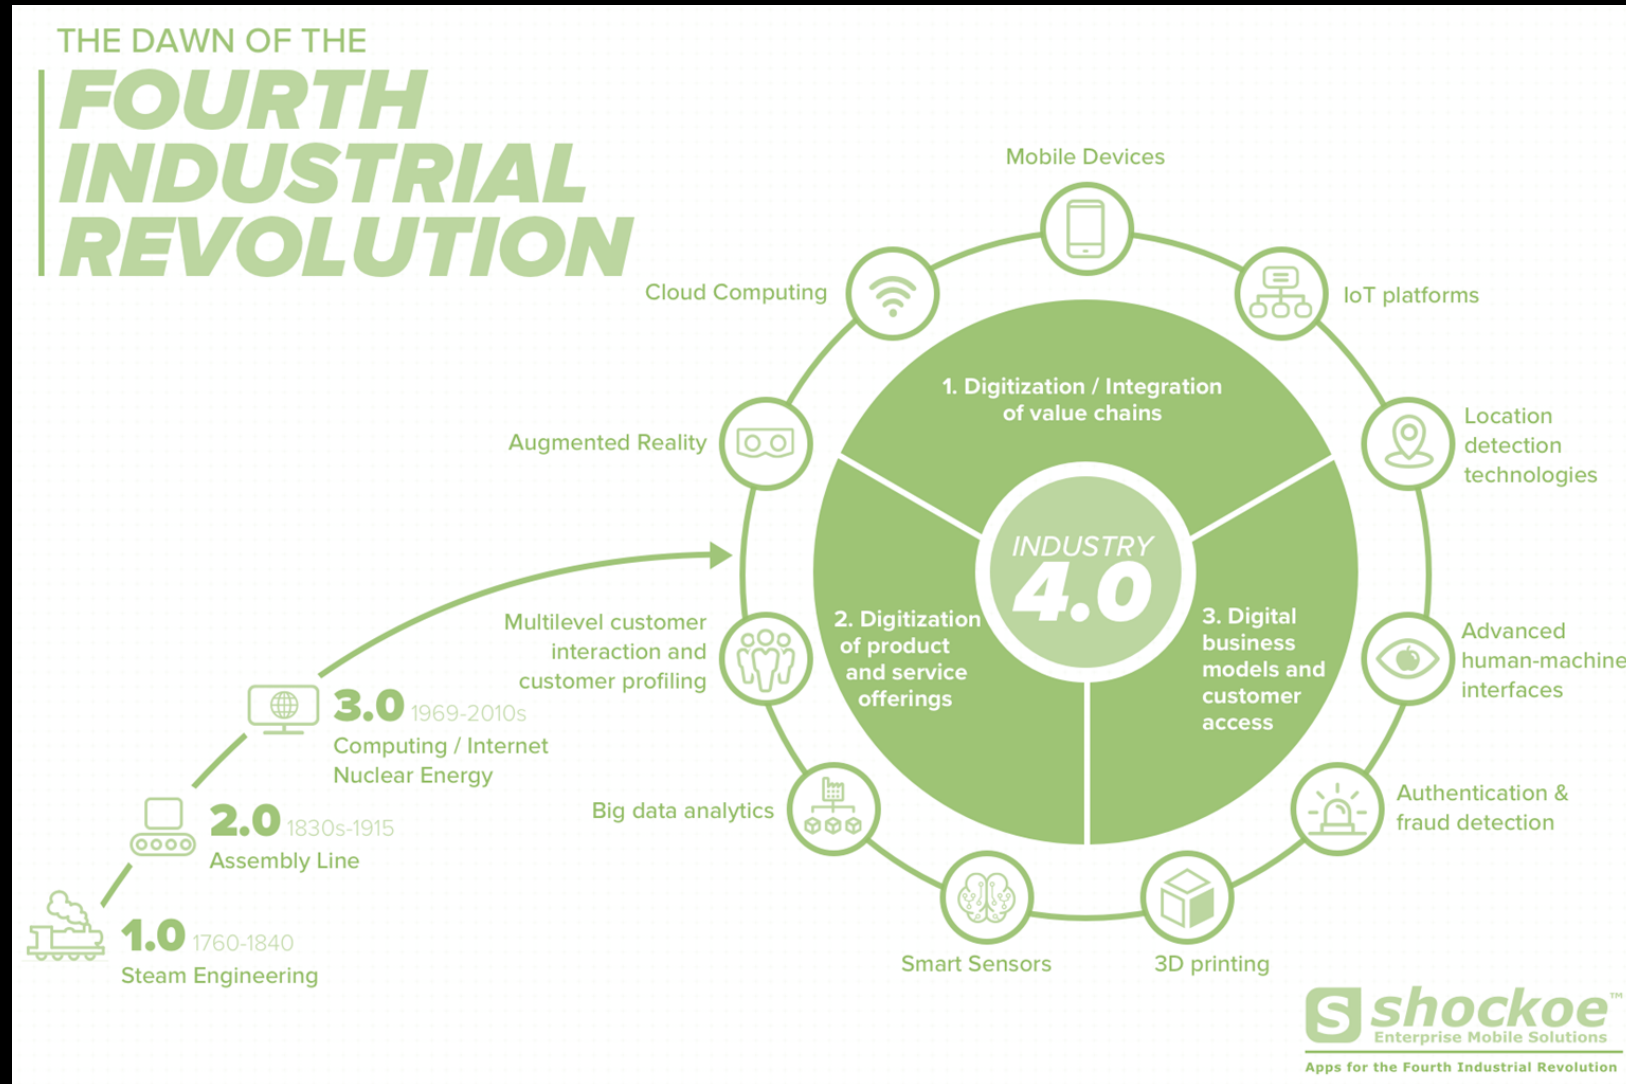 THE DAWN OF THE
FOURTH
INDUSTRIAL
REVOLUTION
Mobile Devices
Cloud Computing
IoT platforms
Augmented Reality
Location
detection
technologies
1. Digitization / Integration
of value chains
INDUSTRY
4.0
2. Digitization
of product
and service
offerings
3. Digital
business
models and
customer
access
Multilevel customer
interaction and
customer profiling
Advanced
human-machine
interfaces
Big data analytics
Authentication &
fraud detection
Smart Sensors
3D printing
3.0 1969-2010s
Computing / Internet
Nuclear Energy
2.0 1830s-1915
Assembly Line
1.0 1760-1840
Steam Engineering
S shockoe™
Enterprise Mobile Solutions
Apps for the Fourth Industrial Revolution